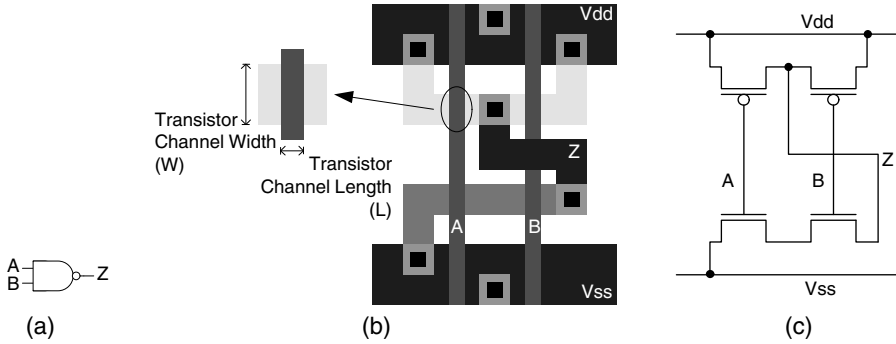 A
B
Z
(a)
Transistor
Channel Width
(W)
Transistor
Channel Length
(L)
Vdd
Z
A
B
Vss
(b)
Vdd
A
B
Z
Vss
(c)